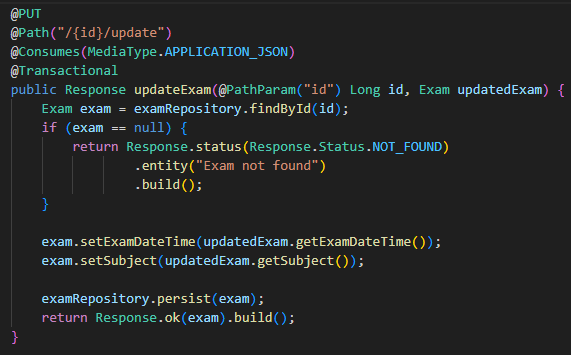 @PUT
@Path("/{id}/update")
@Consumes(MediaType.APPLICATION_JSON)
@Transactional
public Response updateExam(@PathParam("id") Long id, Exam updatedExam) {
    Exam exam = examRepository.findById(id);
    if (exam == null) {
        return Response.status(Response.Status.NOT_FOUND)
                .entity("Exam not found")
                .build();
    }

    exam.setExamDateTime(updatedExam.getExamDateTime());
    exam.setSubject(updatedExam.getSubject());

    examRepository.persist(exam);
    return Response.ok(exam).build();
}